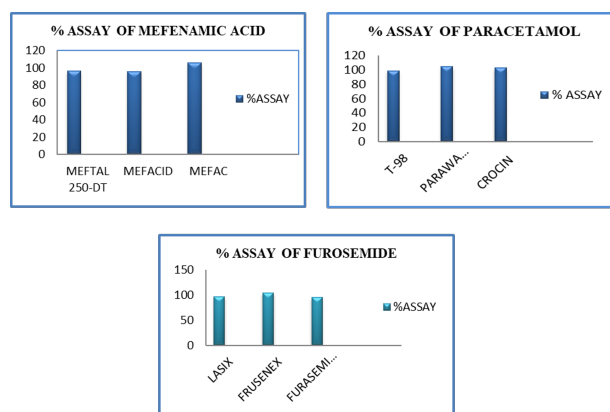 % ASSAY OF MEFENAMIC ACID
120
100
80
60
40
20
0
%ASSAY
MEFTAL
250-DT
MEFACID
MEFAC
% ASSAY OF PARACETAMOL
120
100
80
60
40
20
0
% ASSAY
T-98
PARAWA...
CROCIN
% ASSAY OF FUROSEMIDE
150
100
50
0
%ASSAY
LASIX
FRUSENEX
FURASEMI...